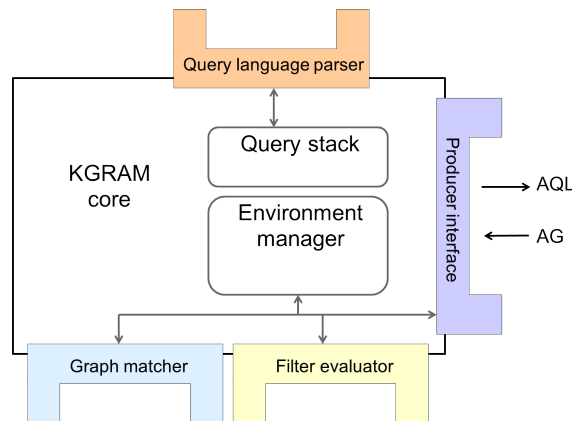 Query language parser
Query stack
KGRAM
core
Environment
manager
Producer interface
AQL
AG
Graph matcher
Filter evaluator